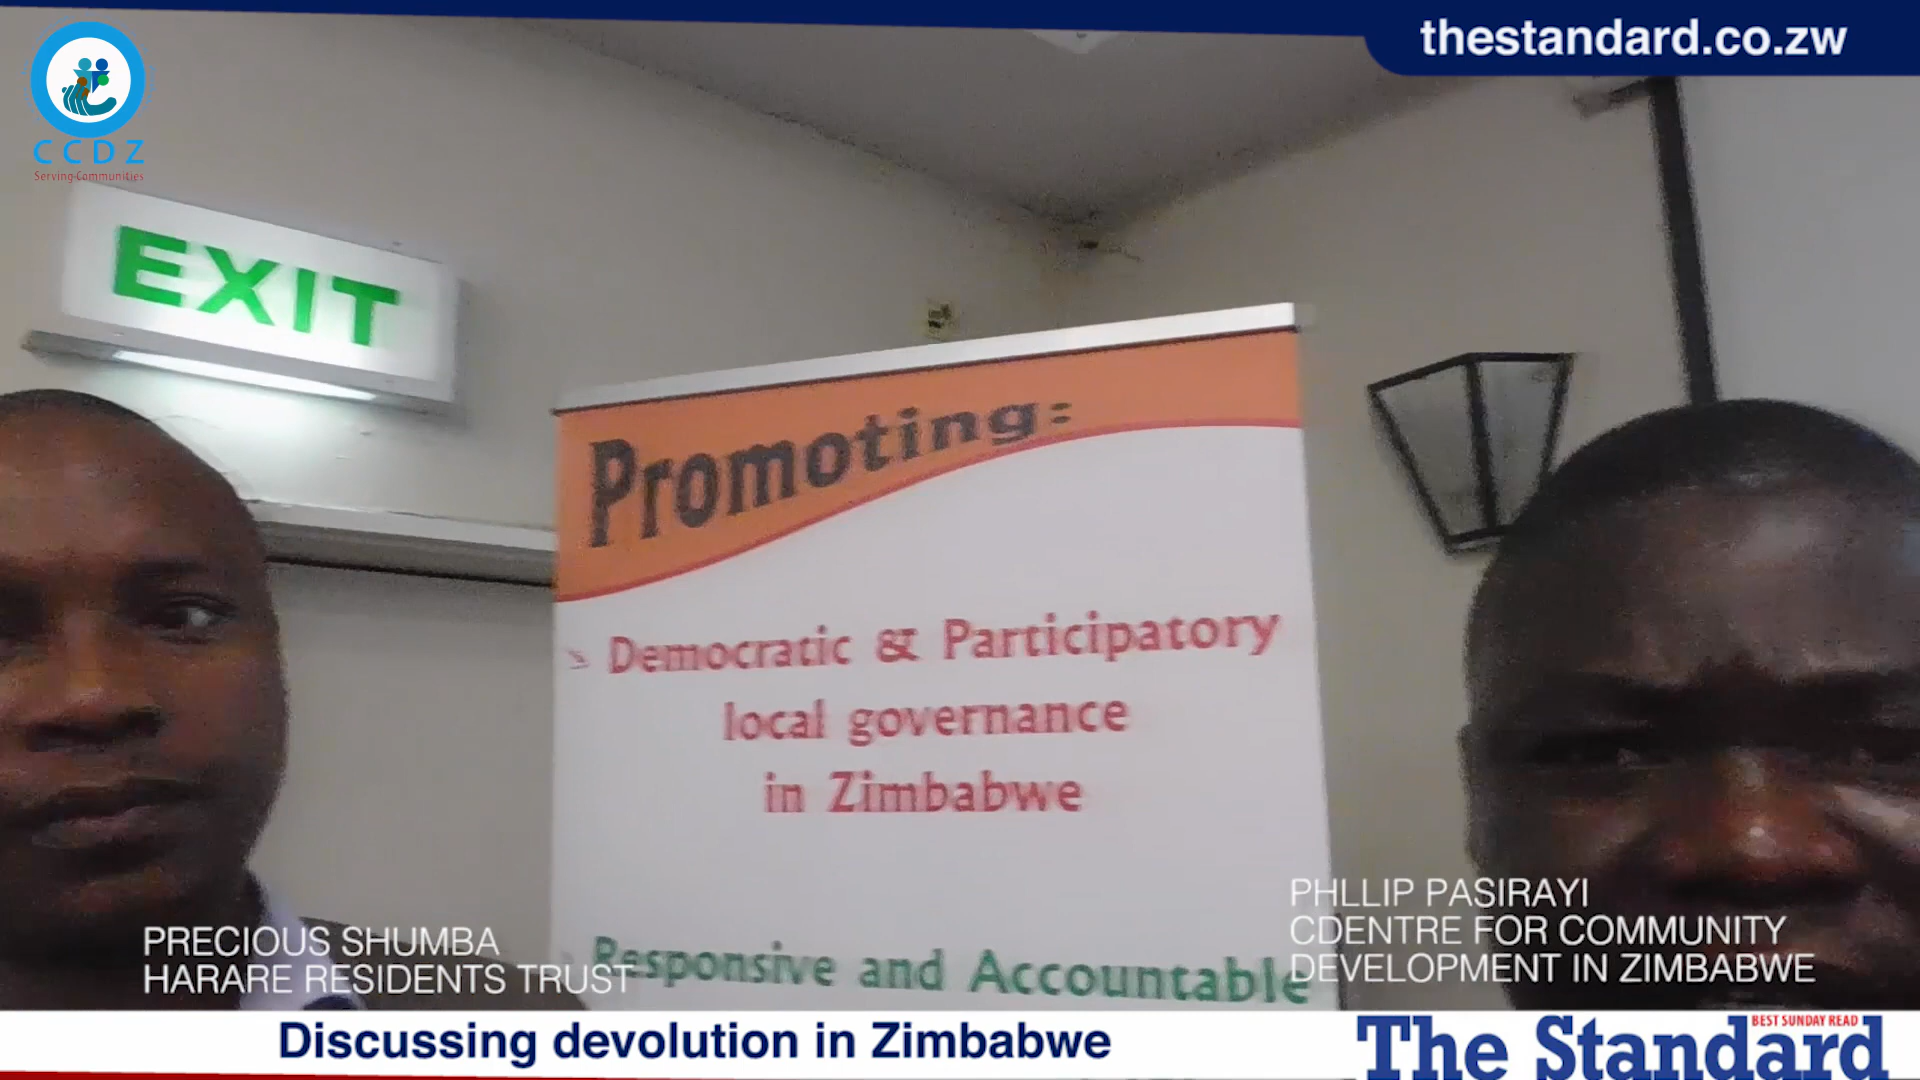 thestandard.co.zw
CCDZ
Serving Communities
EXIT
Promoting:
Democratic & Participatory
local governance
in Zimbabwe
Responsive and Accountable
PRECIOUS SHUMBA
HARARE RESIDENTS TRUST
PHLLIP PASIRAYI
CDENTRE FOR COMMUNITY
DEVELOPMENT IN ZIMBABWE
Discussing devolution in Zimbabwe
BEST SUNDAY READ
The Standard